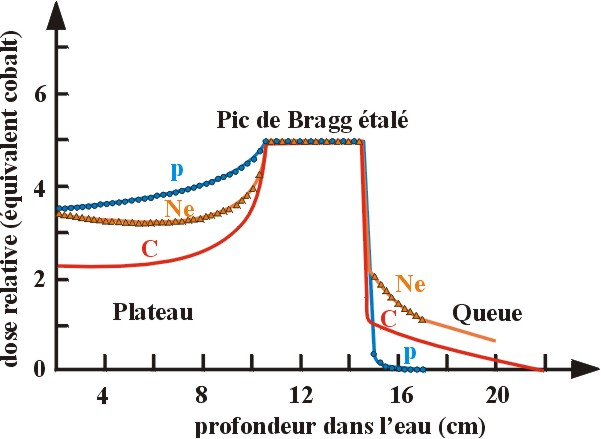 dose relative (équivalent cobalt)
6
4
2
0
Pic de Bragg étalé
p
Ne
C
Plateau
Ne
Queue
C
p
4
8
12
16
20
profondeur dans l'eau (cm)